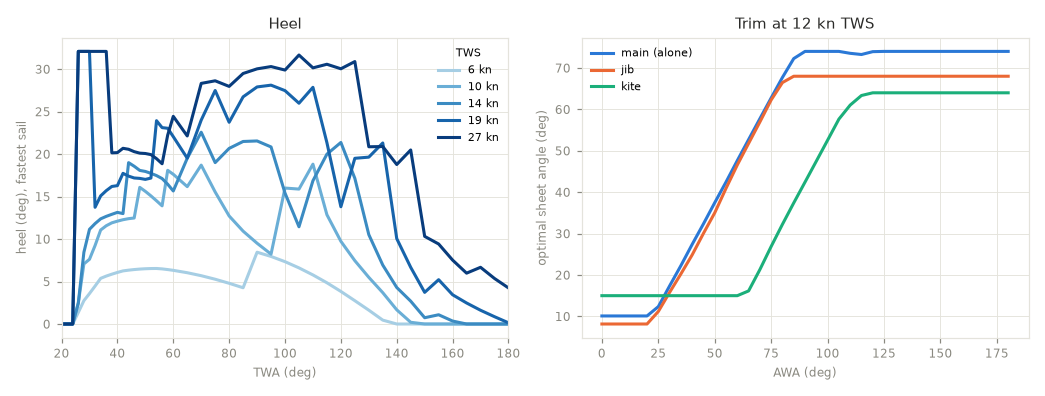 Heel
TWS
6 kn
10 kn
14 kn
19 kn
27 kn
30
25
20
15
10
5
0
heel (deg), fastest sail
20 40 60 80 100 120 140 160 180
TWA (deg)
Trim at 12 kn TWS
main (alone)
jib
kite
70
60
50
40
30
20
10
optimal sheet angle (deg)
0 25 50 75 100 125 150 175
AWA (deg)